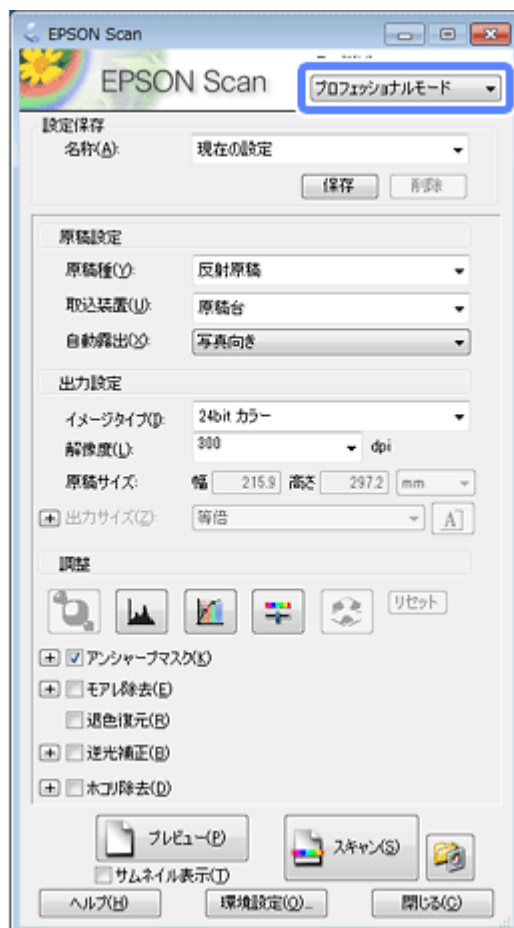 EPSON Scan
EPSON Scan
プロフェッショナルモード
設定保存
名称(A): 現在の設定
保存 削除
原稿設定
原稿種(Y): 反射原稿
取込装置(U): 原稿台
自動露出(X): 写真向き
出力設定
イメージタイプ(I): 24bit カラー
解像度(L): 300 dpi
原稿サイズ: 幅 215.9 高さ 297.2 mm
出力サイズ(Z): 等倍 A
調整
リセット
アンシャープマスク(K)
モアレ除去(E)
退色復元(R)
逆光補正(B)
ホコリ除去(D)
プレビュー(P) スキャン(S)
サムネイル表示(T)
ヘルプ(H) 環境設定(O)... 閉じる(C)